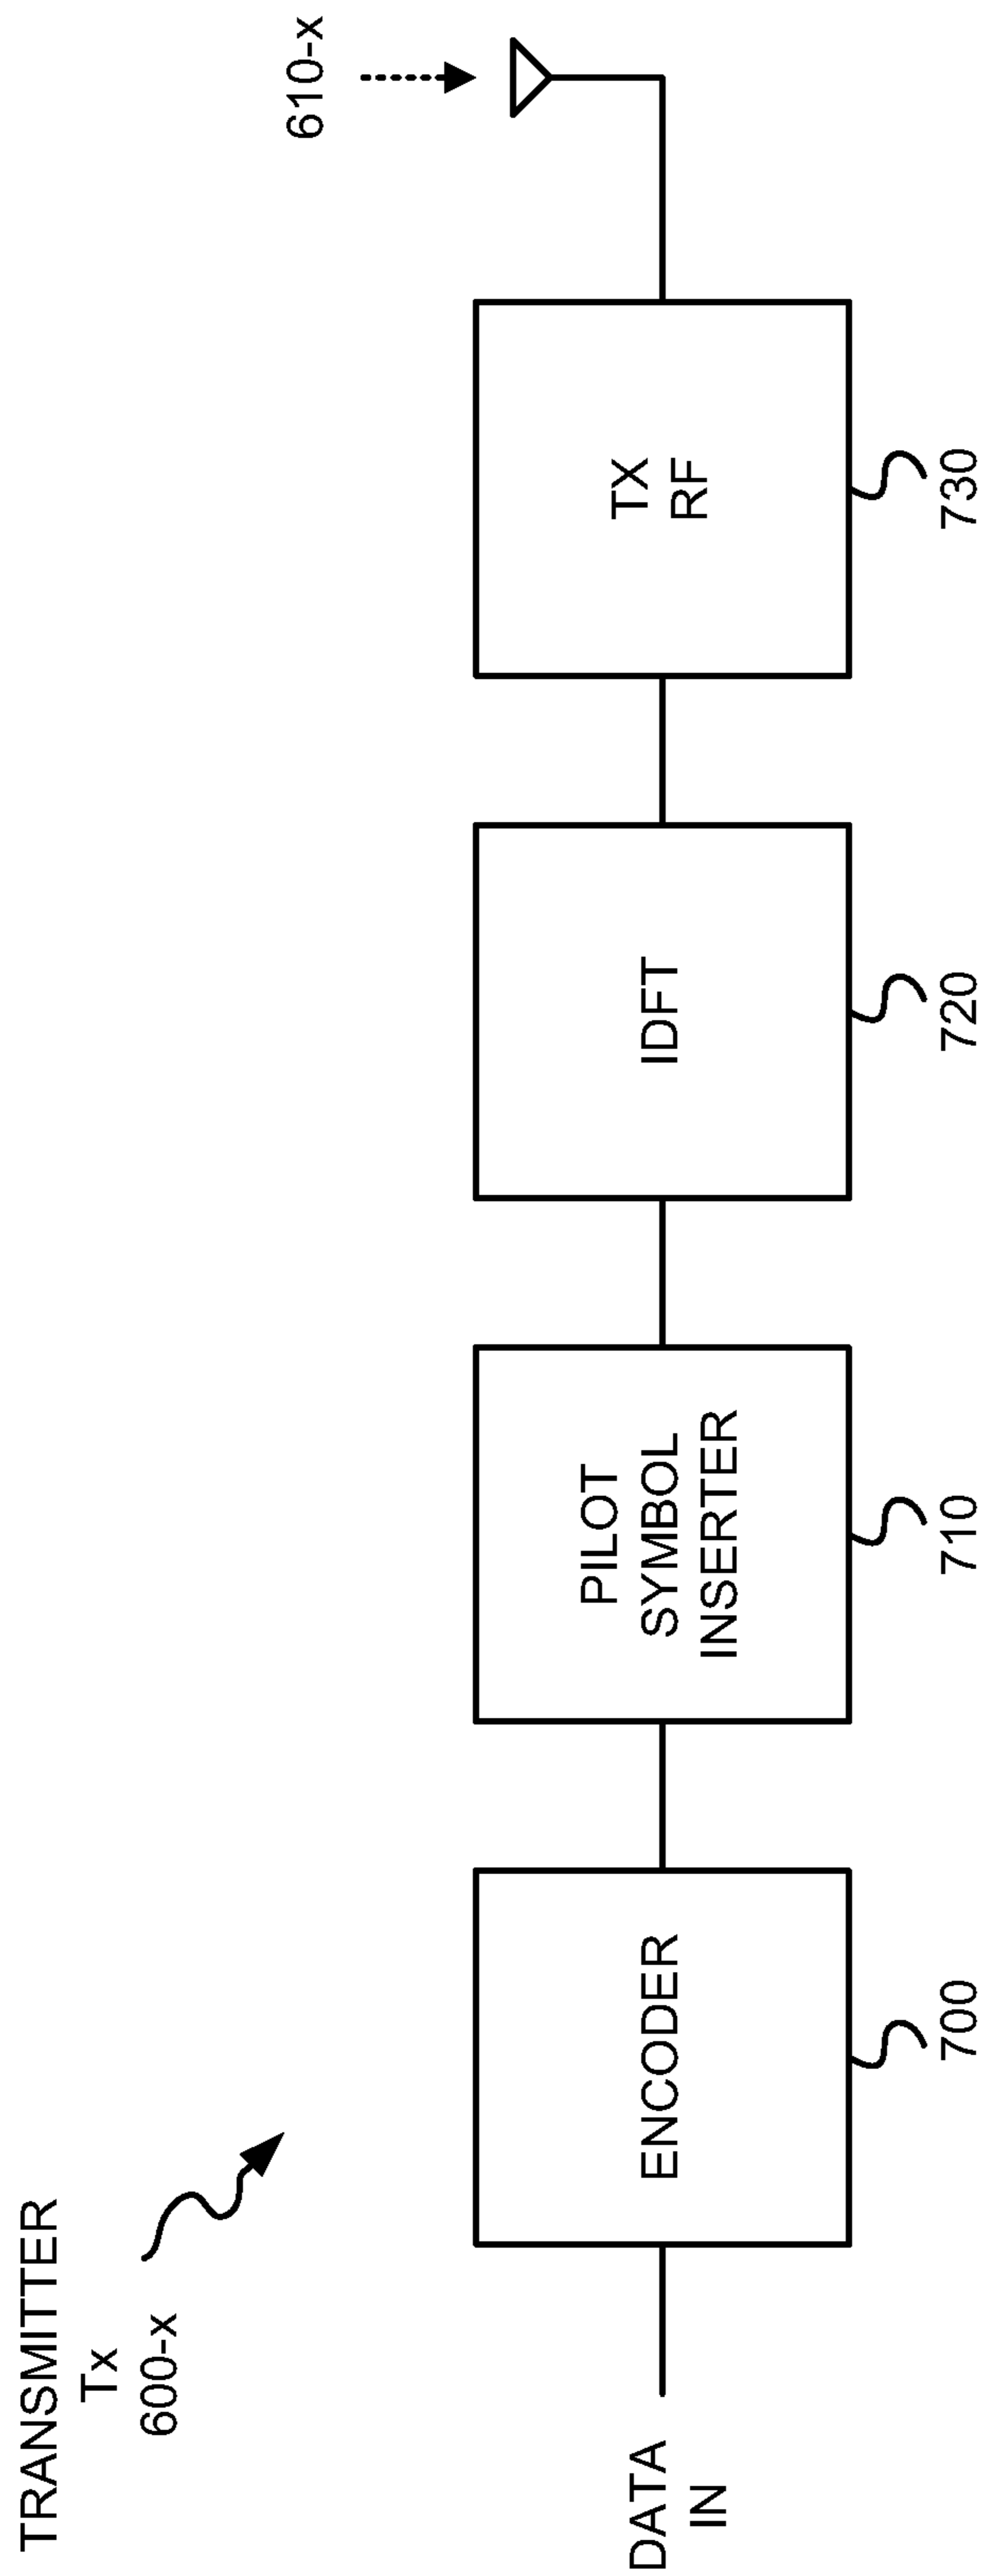 TRANSMITTER
Tx
600-x
610-x
DATA
IN
ENCODER
PILOT
SYMBOL
INSERTER
IDFT
TX
RF
700
710
720
730